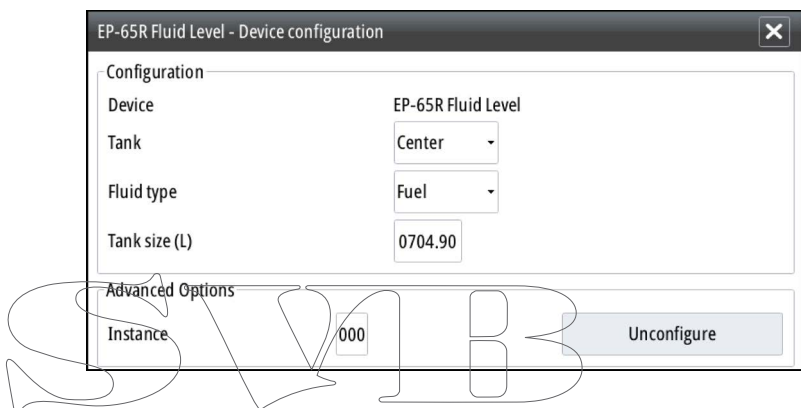 EP-65R Fluid Level - Device configuration
Configuration
Device EP-65R Fluid Level
Tank Center
Fluid type Fuel
Tank size (L) 0704.90
Advanced Options
Instance 000 Unconfigure
SVB